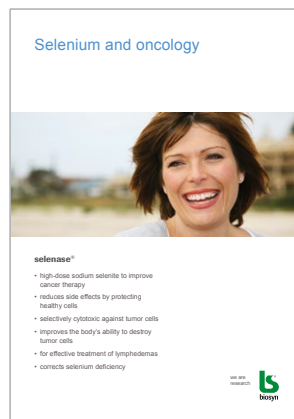 Selenium and oncology
selenase®
• high-dose sodium selenite to improve
cancer therapy
• reduces side effects by protecting
healthy cells
• selectively cytotoxic against tumor cells
• improves the body's ability to destroy
tumor cells
• for effective treatment of lymphedemas
• corrects selenium deficiency
we are
research
biosyn